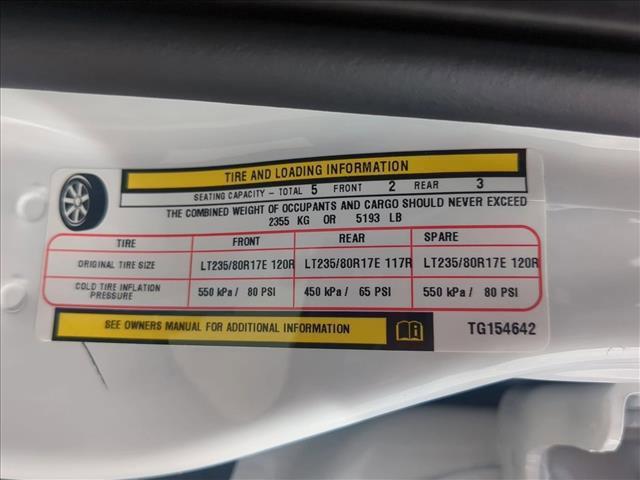 TIRE AND LOADING INFORMATION
SEATING CAPACITY - TOTAL 5 FRONT 2 REAR 3
THE COMBINED WEIGHT OF OCCUPANTS AND CARGO SHOULD NEVER EXCEED
2355 KG OR 5193 LB
TIRE FRONT REAR SPARE
ORIGINAL TIRE SIZE LT235/80R17E 120R LT235/80R17E 117R LT235/80R17E 120R
COLD TIRE INFLATION
PRESSURE 550 kPa / 80 PSI 450 kPa / 65 PSI 550 kPa / 80 PSI
SEE OWNERS MANUAL FOR ADDITIONAL INFORMATION TG154642